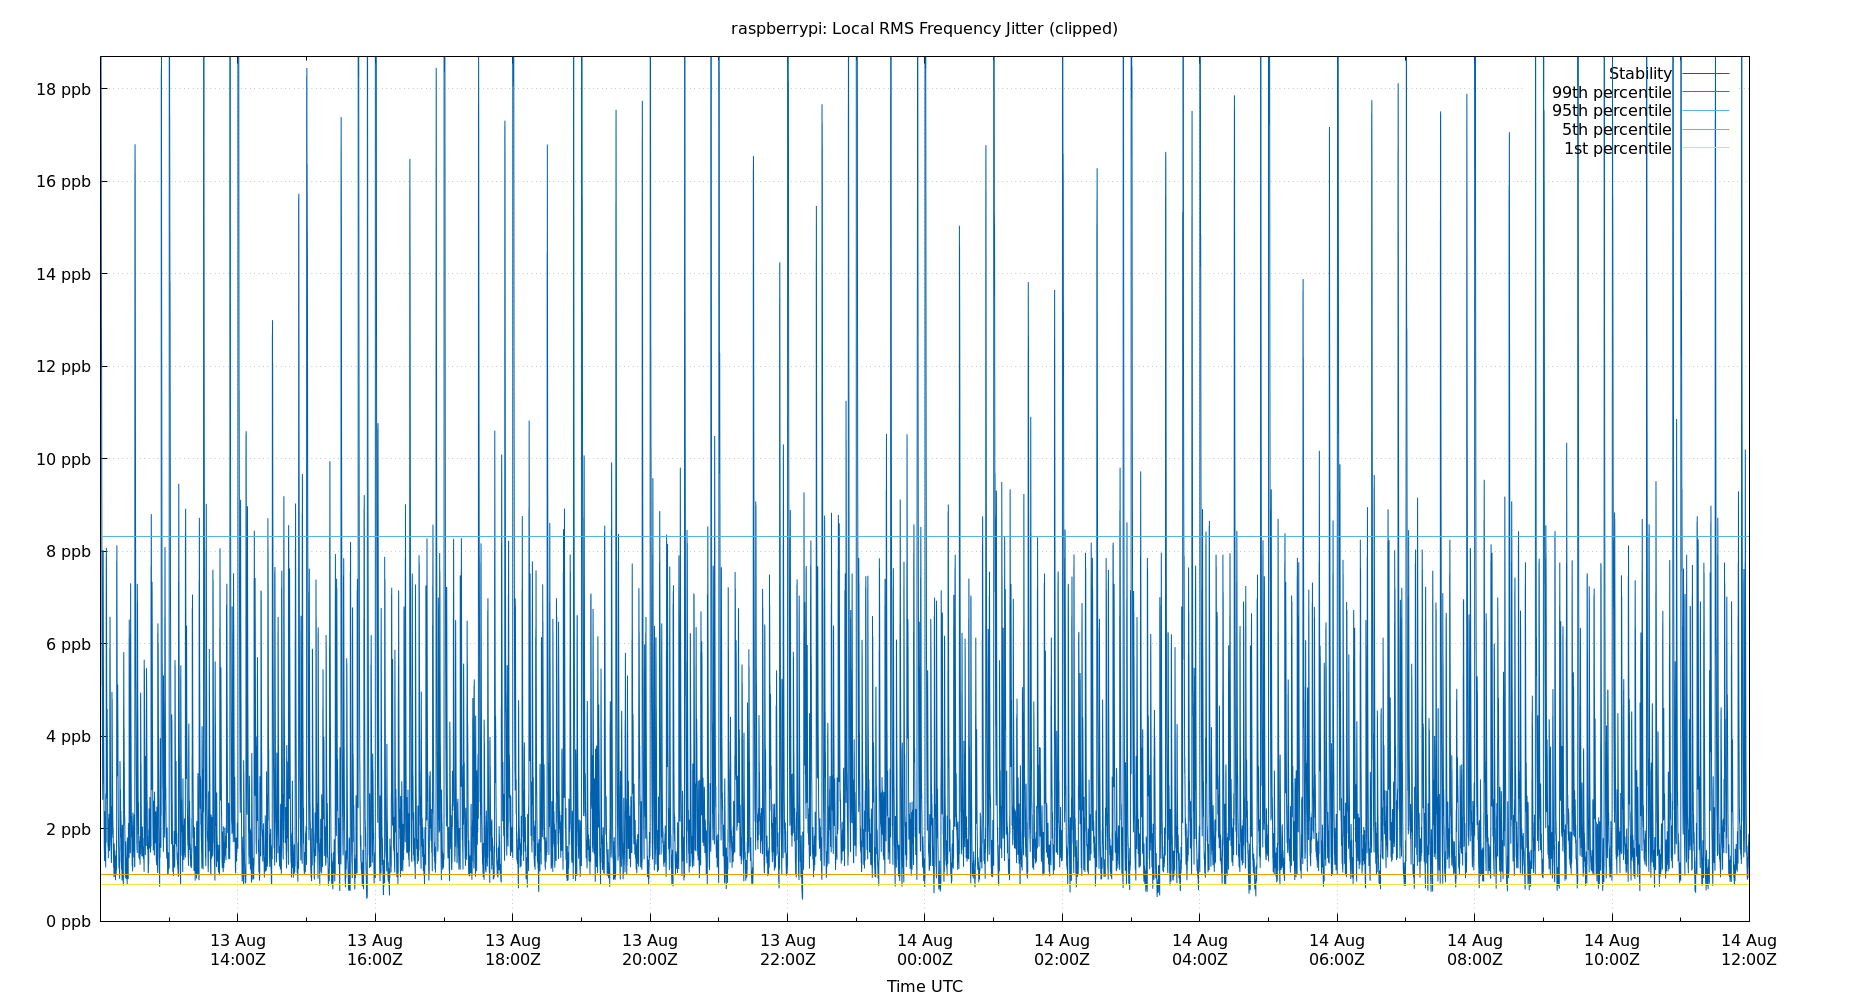 raspberrypi: Local RMS Frequency Jitter (clipped)
Stability
99th percentile
95th percentile
5th percentile
1st percentile
18 ppb
16 ppb
14 ppb
12 ppb
10 ppb
8 ppb
6 ppb
4 ppb
2 ppb
0 ppb
13 Aug 13 Aug 13 Aug 13 Aug 13 Aug 14 Aug 14 Aug 14 Aug 14 Aug 14 Aug 14 Aug 14 Aug
14:00Z 16:00Z 18:00Z 20:00Z 22:00Z 00:00Z 02:00Z 04:00Z 06:00Z 08:00Z 10:00Z 12:00Z
Time UTC